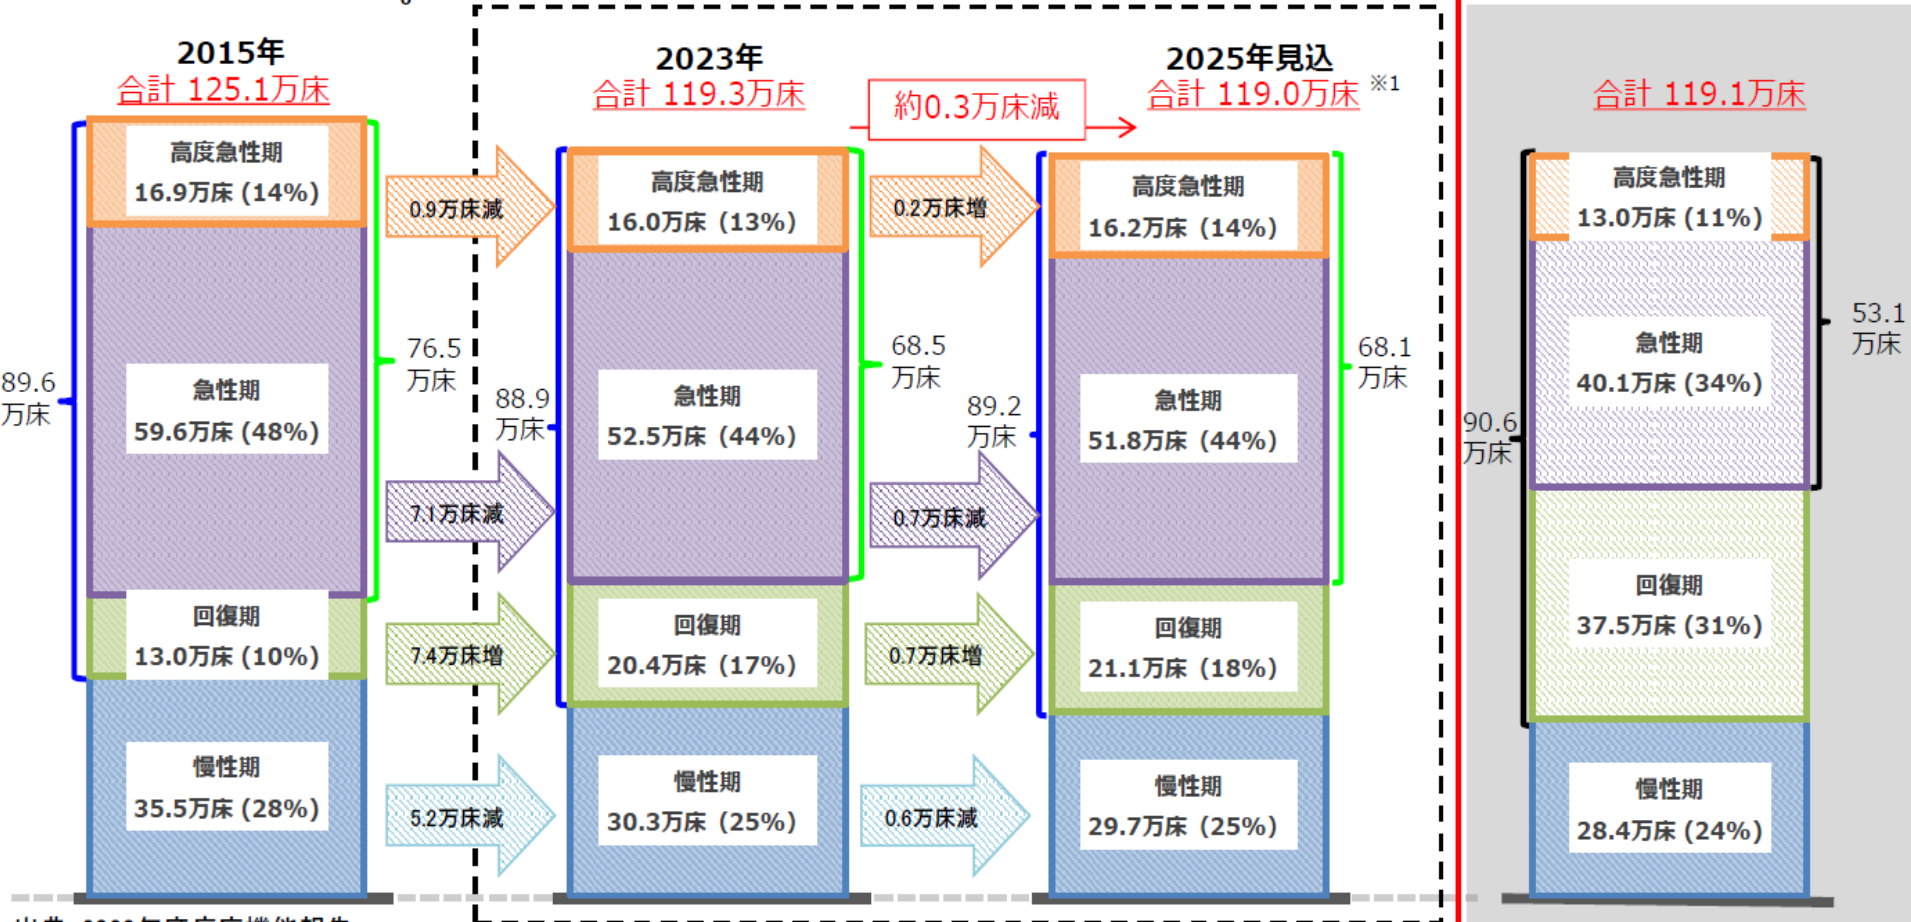 2015年
合計 125.1万床
高度急性期
16.9万床 (14%)
急性期
59.6万床 (48%)
回復期
13.0万床 (10%)
慢性期
35.5万床 (28%)
89.6
万床
76.5
万床
0.9万床減
7.1万床減
7.4万床増
5.2万床減
2023年
合計 119.3万床
高度急性期
16.0万床 (13%)
急性期
52.5万床 (44%)
回復期
20.4万床 (17%)
慢性期
30.3万床 (25%)
88.9
万床
68.5
万床
約0.3万床減
0.2万床増
0.7万床減
0.7万床増
0.6万床減
2025年見込
合計 119.0万床 ※1
高度急性期
16.2万床 (14%)
急性期
51.8万床 (44%)
回復期
21.1万床 (18%)
慢性期
29.7万床 (25%)
89.2
万床
68.1
万床
合計 119.1万床
高度急性期
13.0万床 (11%)
急性期
40.1万床 (34%)
回復期
37.5万床 (31%)
慢性期
28.4万床 (24%)
90.6
万床
53.1
万床